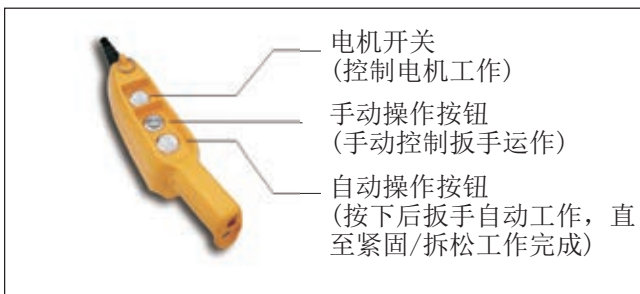 电机开关
(控制电机工作)
手动操作按钮
(手动控制扳手运作)
自动操作按钮
(按下后扳手自动工作，直
至紧固/拆松工作完成)